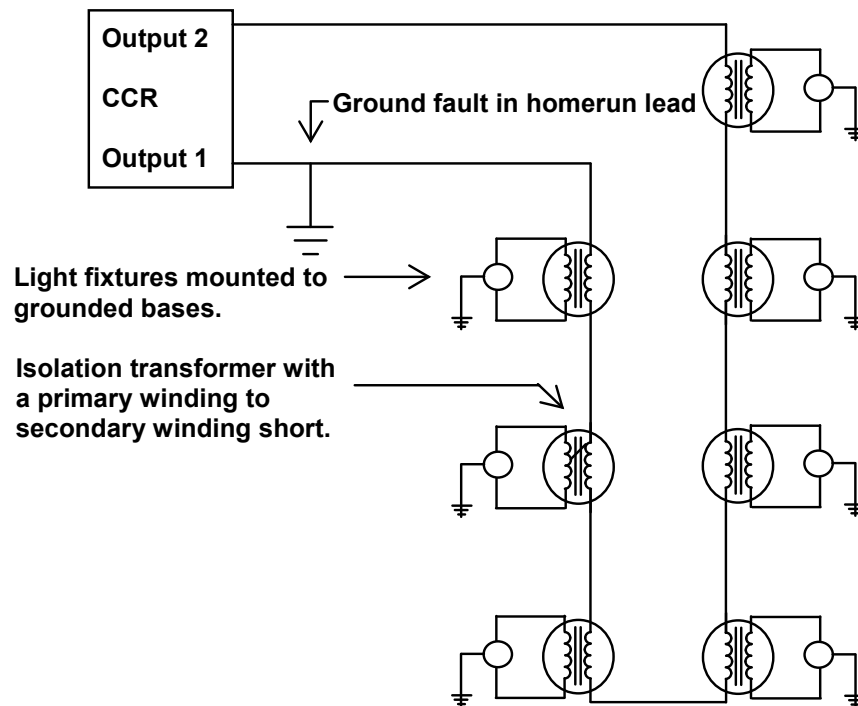 Output 2
CCR
Output 1
Ground fault in homerun lead
Light fixtures mounted to
grounded bases.
Isolation transformer with
a primary winding to
secondary winding short.